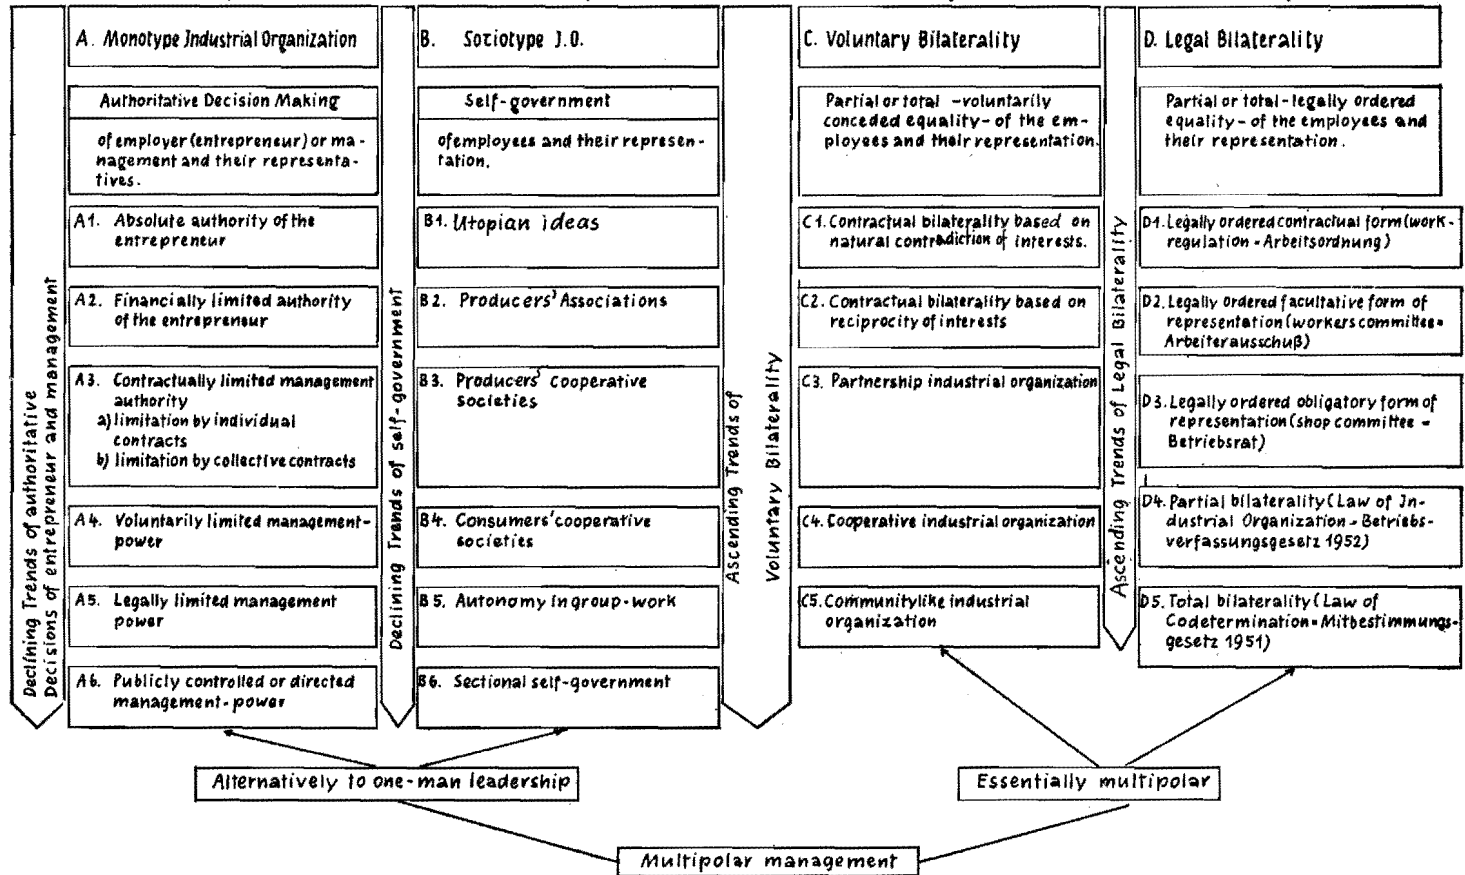 Declining Trends of authoritative
Decisions of entrepreneur and management
A. Monotype Industrial Organization
Authoritative Decision Making
of employer (entrepreneur) or ma-
nagement and their representa-
tives.
A1. Absolute authority of the
entrepreneur
A2. Financially limited authority
of the entrepreneur
A3. Contractually limited management
authority
a) limitation by individual
contracts
b) limitation by collective contracts
A4. Voluntarily limited management-
power
A5. Legally limited management
power
A6. Publicly controlled or directed
management-power
Declining Trends of self-government
B. Soziotype J.O.
Self-government
of employees and their represen-
tation.
B1. Utopian ideas
B2. Producers' Associations
B3. Producers' Cooperative
societies
B4. Consumers' cooperative
societies
B5. Autonomy in group-work
B6. Sectional self-government
Ascending Trends of
Voluntary Bilaterality
C. Voluntary Bilaterality
Partial or total -voluntarily
conceded equality- of the em-
ployees and their representation.
C1. Contractual bilaterality based on
natural contradiction of interests.
C2. Contractual bilaterality based on
reciprocity of interests
C3. Partnership industrial organization
C4. Cooperative industrial organization
C5. Communitylike industrial
organization
Ascending Trends of Legal Bilaterality
D. Legal Bilaterality
Partial or total-legally ordered
equality- of the employees and
their representation.
D1. Legally ordered contractual form (work-
regulation = Arbeitsordnung)
D2. Legally ordered facultative form of
representation (workers committee =
Arbeiterausschuß)
D3. Legally ordered obligatory form of
representation (shop committee =
Betriebsrat)
D4. Partial bilaterality (Law of In-
dustrial Organization = Betriebs-
verfassungsgesetz 1952)
D5. Total bilaterality (Law of
Codetermination = Mitbestimmungs-
gesetz 1951)
Alternatively to one-man leadership
Essentially multipolar
Multipolar management